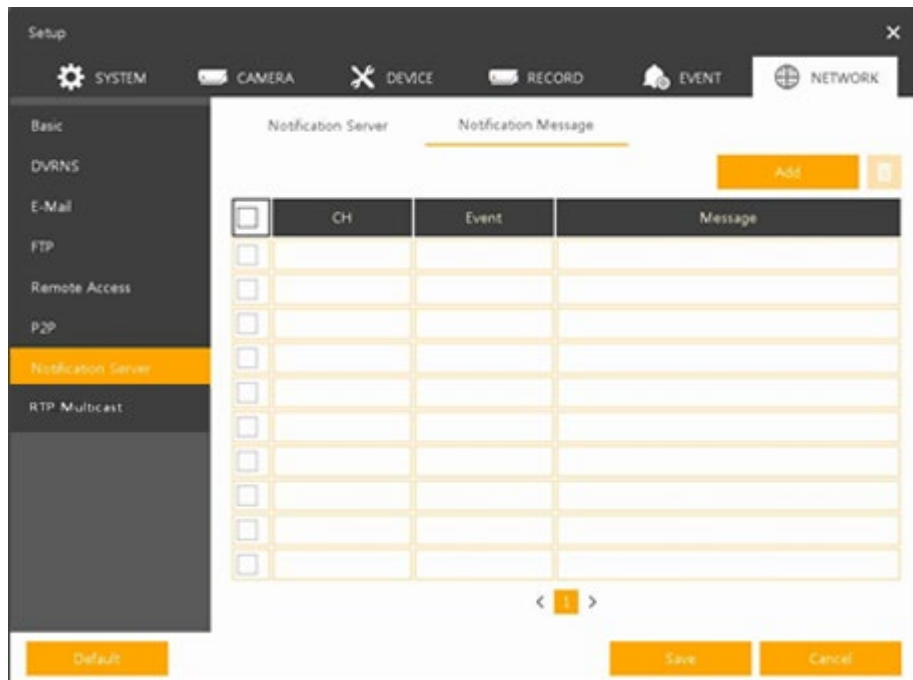 Setup
SYSTEM CAMERA DEVICE RECORD EVENT NETWORK
Basic
DVRNS
E-Mail
FTP
Remote Access
P2P
Notification Server
RTP Multicast
Notification Server Notification Message
Add
CH Event Message
< 1 >
Default Save Cancel